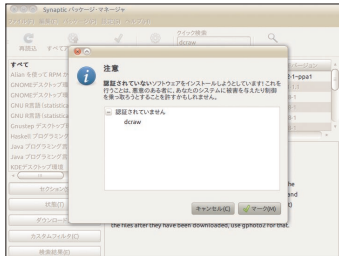 Synaptic パッケージ・マネージャ
クイック検索
再読込
dcraw
すべて
注意
認証されていないソフトウェアをインストールしようとしています! これを
行うことは、悪意のある者に、あなたのシステムに被害を与えたり制御
を乗っ取ろうとすることを許すかもしれません。
認証されていません
dcraw
GNOMEデスクトップ環
GNOMEデスクトップ環
GNU R言語 (statistica
GNU R言語 (statistica
Gnustep デスクトップ
Haskell プログラミング
Java プログラミング言
Java プログラミング言
KDEデスクトップ環境
セクション(S)
状態(T)
キャンセル(C)
マーク(M)
カスタムフィルタ(C)
検索結果(R)
the files after they have been downloaded, use gphoto2 for that.